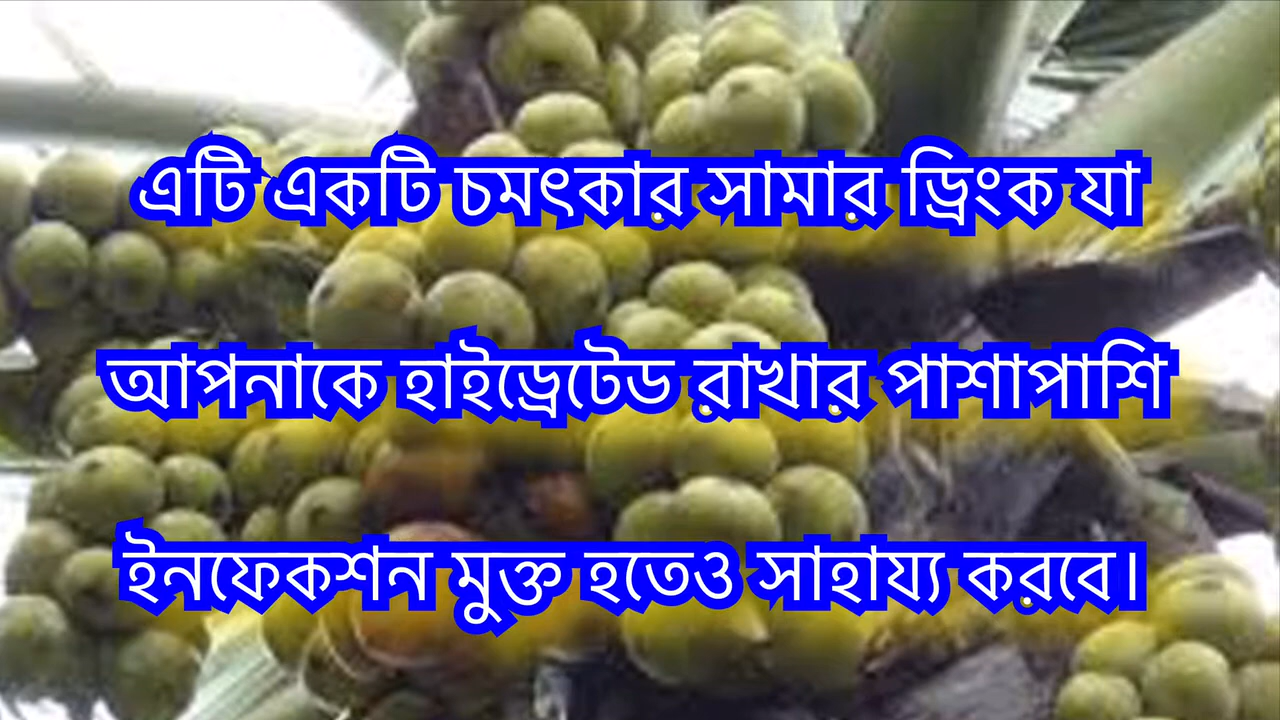 এটি একটি চমৎকার সামার ড্রিংক যা
আপনাকে হাইড্রেটেড রাখার পাশাপাশি
ইনফেকশন মুক্ত হতেও সাহায্য করবে।